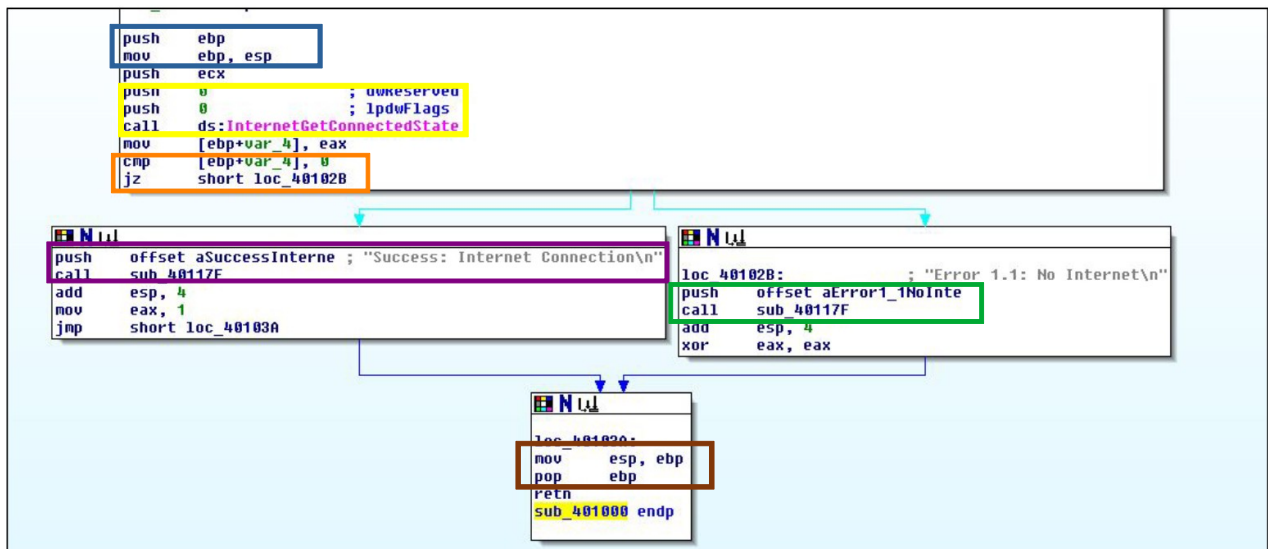 push ebp
mov ebp, esp
push ecx
push 0 ; dwReserved
push 0 ; lpdwFlags
call ds:InternetGetConnectedState
mov [ebp+var_4], eax
cmp [ebp+var_4], 0
jz short loc_40102B
N
push offset aSuccessInterne ; "Success: Internet Connection\n"
call sub_40117F
add esp, 4
mov eax, 1
jmp short loc_40103A
N
loc_40102B: ; "Error 1.1: No Internet\n"
push offset aError1_1NoInte
call sub_40117F
add esp, 4
xor eax, eax
N
loc_40103A:
mov esp, ebp
pop ebp
retn
sub_401000 endp